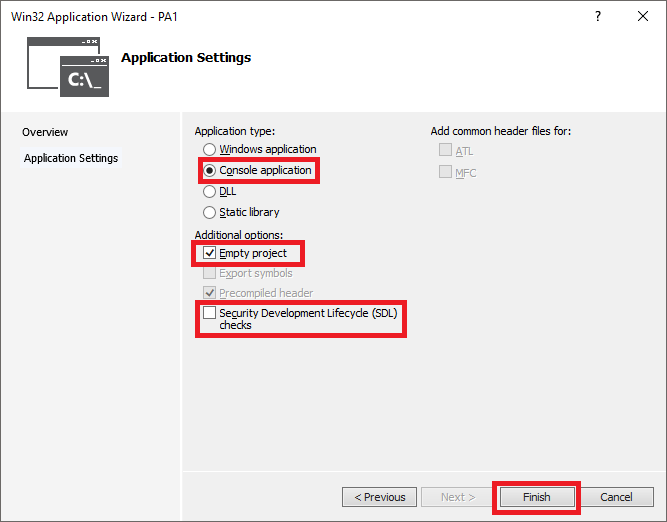 Win32 Application Wizard - PA1
?
C:\_
Application Settings
Overview
Application Settings
Application type:
Windows application
Console application
DLL
Static library
Additional options:
Empty project
Export symbols
Precompiled header
Security Development Lifecycle (SDL)
checks
Add common header files for:
ATL
MFC
< Previous
Next >
Finish
Cancel